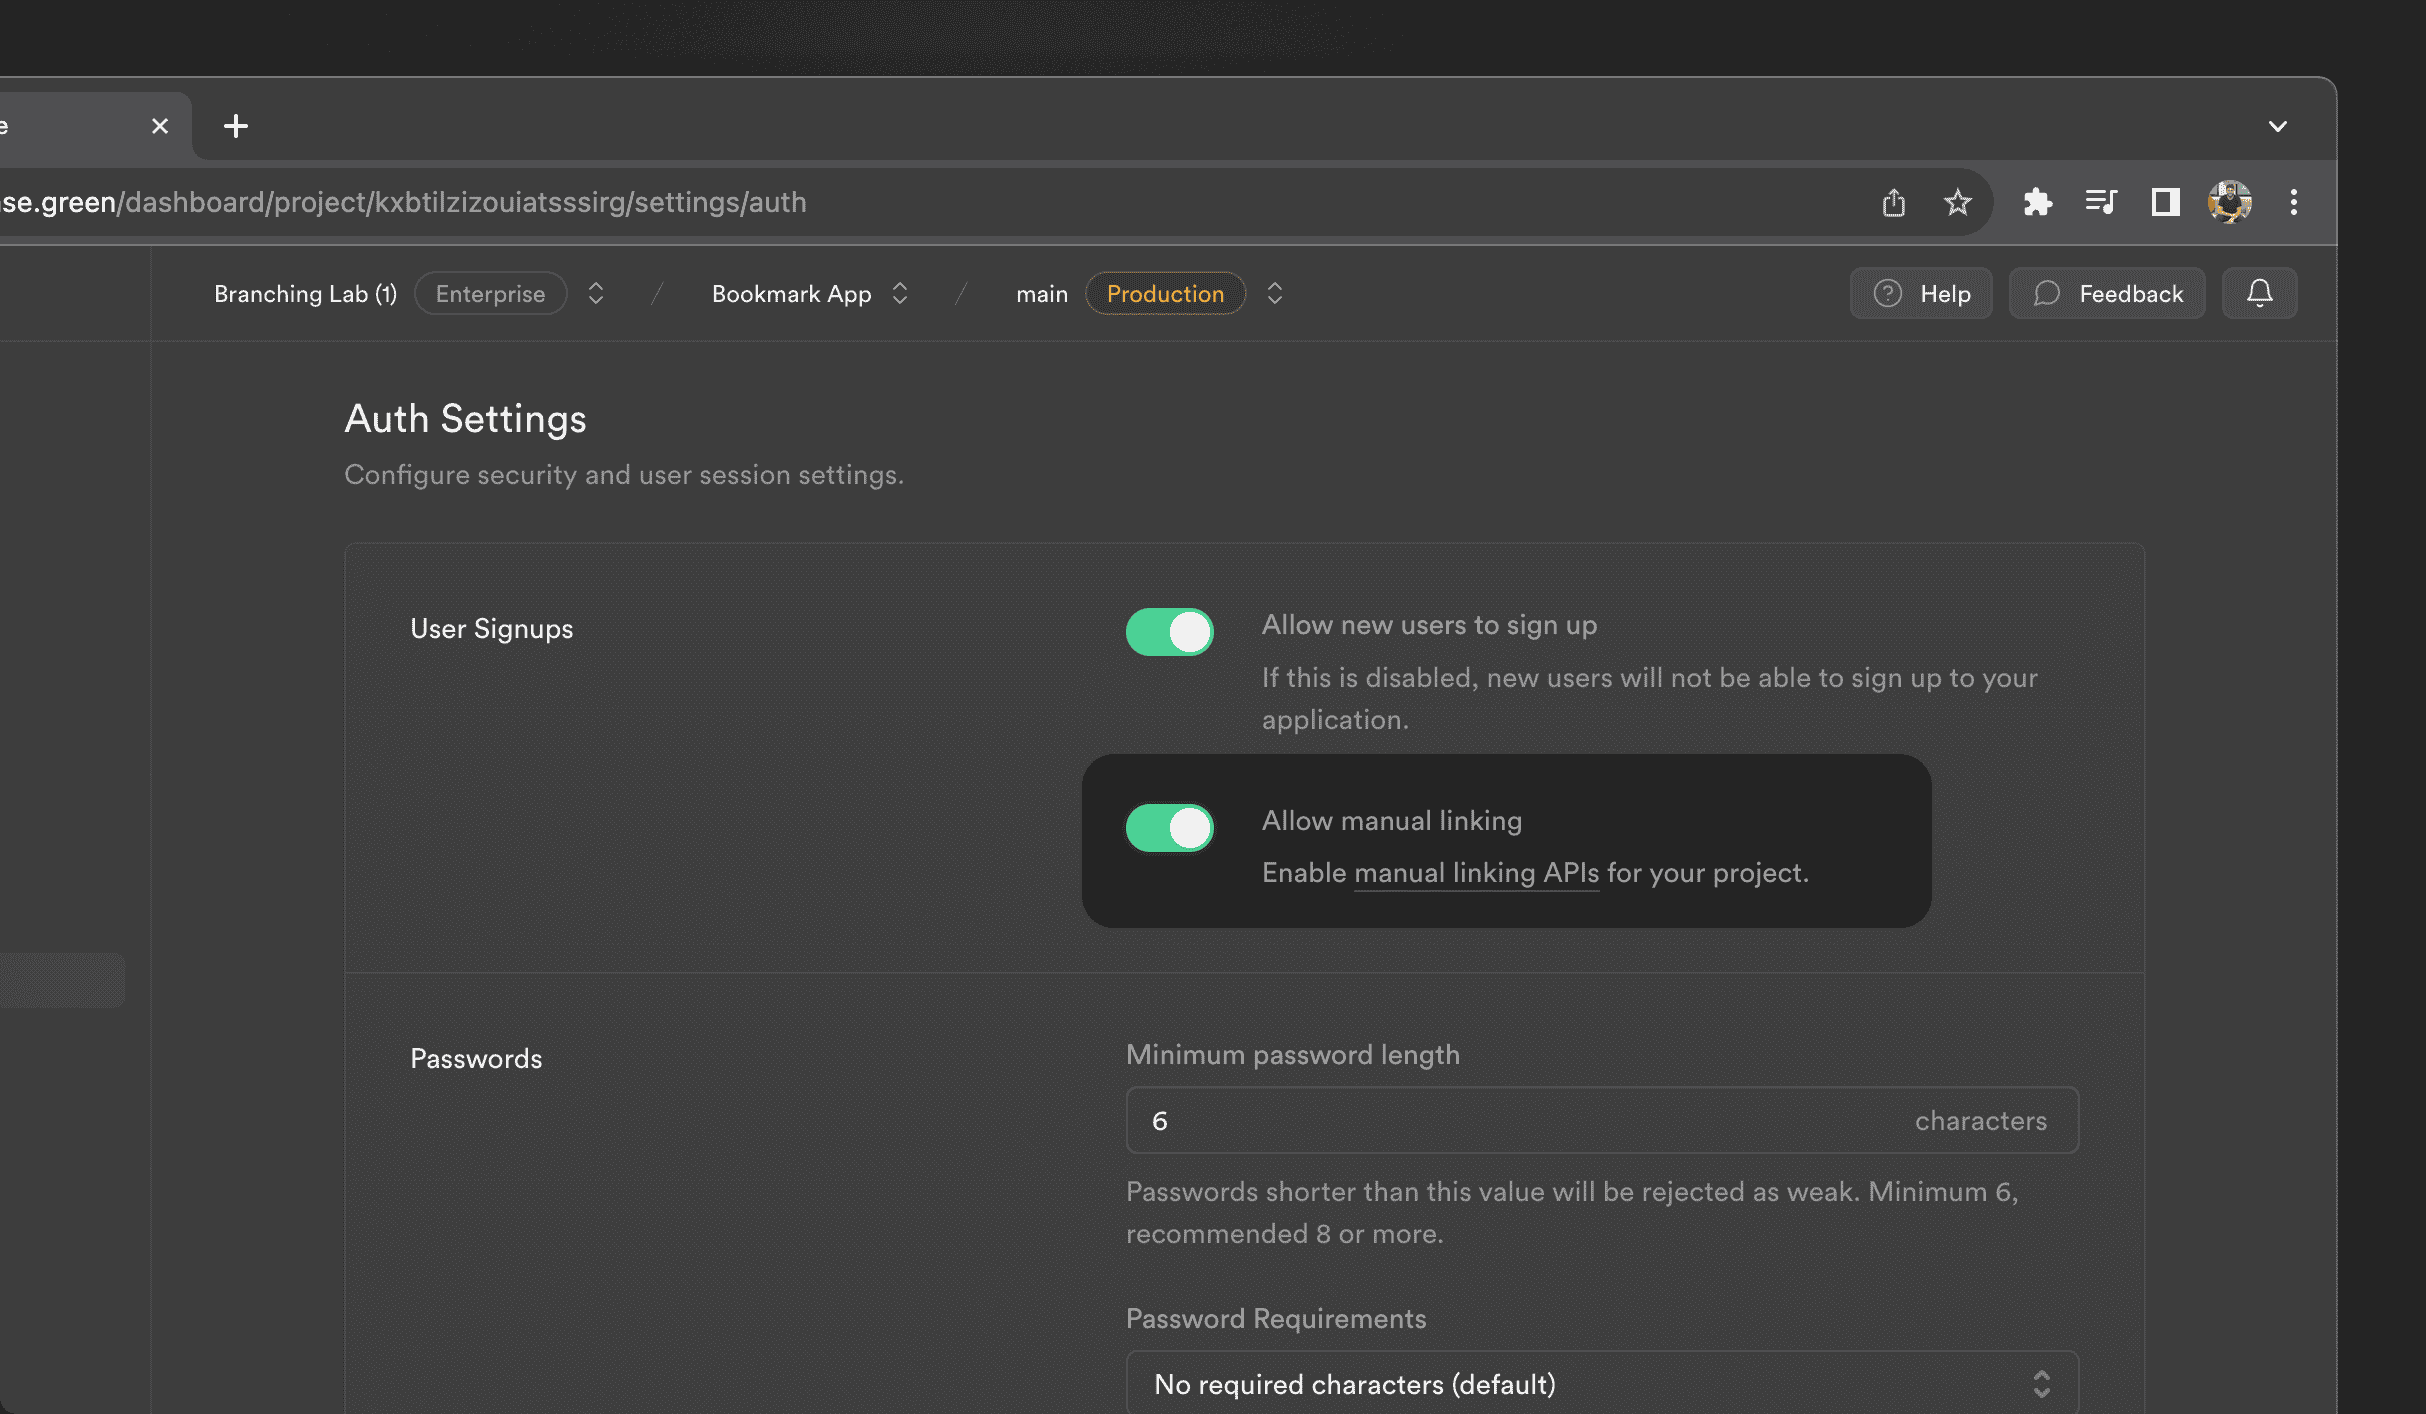 se.green/dashboard/project/kxbtilzizouiatsssirg/settings/auth
Branching Lab (1) Enterprise / Bookmark App / main Production Help Feedback
Auth Settings
Configure security and user session settings.
User Signups
Allow new users to sign up
If this is disabled, new users will not be able to sign up to your
application.
Allow manual linking
Enable manual linking APIs for your project.
Passwords
Minimum password length
6 characters
Passwords shorter than this value will be rejected as weak. Minimum 6,
recommended 8 or more.
Password Requirements
No required characters (default)